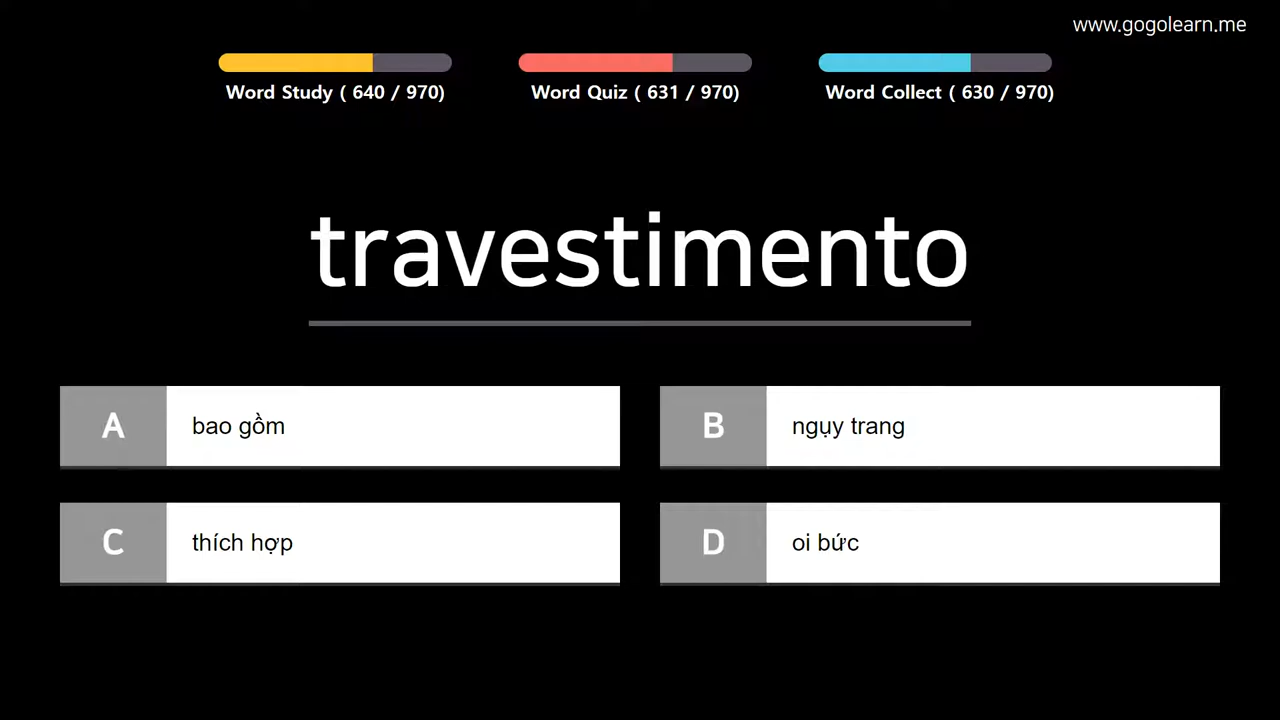 www.gogolearn.me
Word Study ( 640 / 970)
Word Quiz ( 631 / 970)
Word Collect ( 630 / 970)
travestimento
A bao gồm
B ngụy trang
C thích hợp
D oi bức